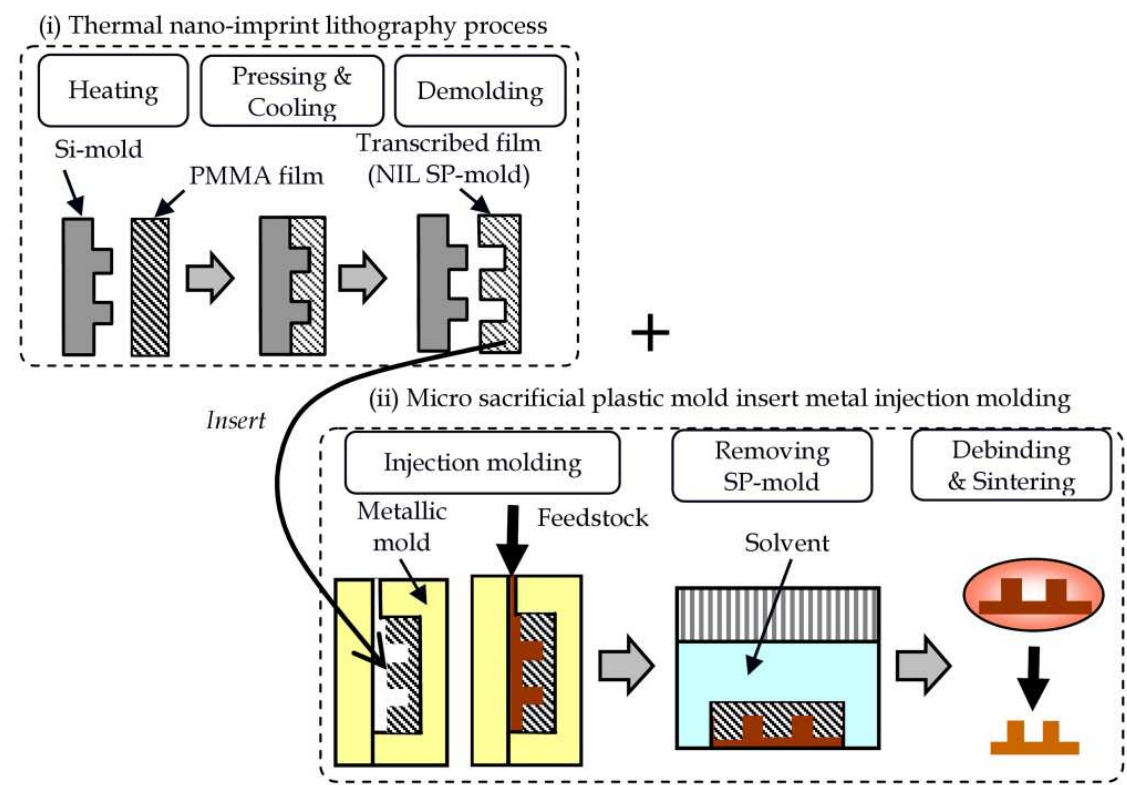 (i) Thermal nano-imprint lithography process
Heating
Pressing &
Cooling
Demolding
Si-mold
PMMA film
Transcribed film
(NIL SP-mold)
+
Insert
(ii) Micro sacrificial plastic mold insert metal injection molding
Injection molding
Removing
SP-mold
Debinding
& Sintering
Metallic
mold
Feedstock
Solvent